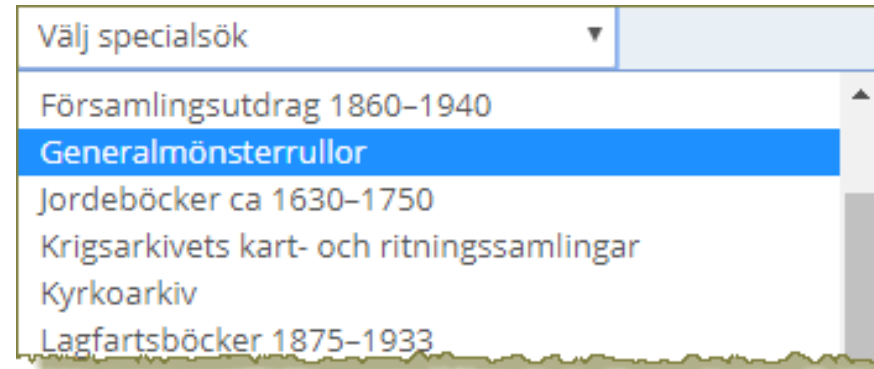 Välj specialsök
Församlingsutdrag 1860–1940
Generalmönsterrullor
Jordeböcker ca 1630–1750
Krigsarkivets kart- och ritningssamlingar
Kyrkoarkiv
Lagfartsböcker 1875–1933